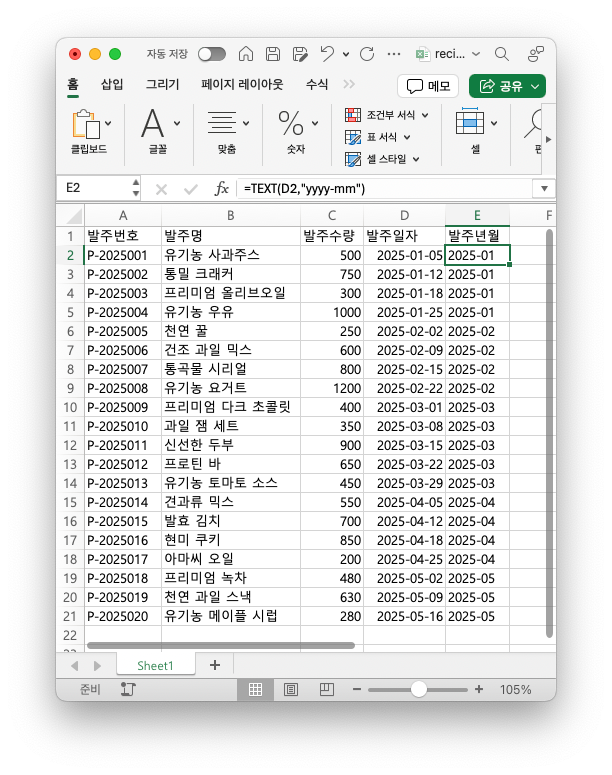 자동 저장 reci...
홈 삽입 그리기 페이지 레이아웃 수식 메모 공유
클립보드 글꼴 맞춤 숫자 조건부 서식 표 서식 셀 스타일 셀
E2 fx =TEXT(D2,"yyyy-mm")
A B C D E F
1 발주번호 발주명 발주수량 발주일자 발주년월
2 P-2025001 유기농 사과주스 500 2025-01-05 2025-01
3 P-2025002 통밀 크래커 750 2025-01-12 2025-01
4 P-2025003 프리미엄 올리브오일 300 2025-01-18 2025-01
5 P-2025004 유기농 우유 1000 2025-01-25 2025-01
6 P-2025005 천연 꿀 250 2025-02-02 2025-02
7 P-2025006 건조 과일 믹스 600 2025-02-09 2025-02
8 P-2025007 통곡물 시리얼 800 2025-02-15 2025-02
9 P-2025008 유기농 요거트 1200 2025-02-22 2025-02
10 P-2025009 프리미엄 다크 초콜릿 400 2025-03-01 2025-03
11 P-2025010 과일 잼 세트 350 2025-03-08 2025-03
12 P-2025011 신선한 두부 900 2025-03-15 2025-03
13 P-2025012 프로틴 바 650 2025-03-22 2025-03
14 P-2025013 유기농 토마토 소스 450 2025-03-29 2025-03
15 P-2025014 견과류 믹스 550 2025-04-05 2025-04
16 P-2025015 발효 김치 700 2025-04-12 2025-04
17 P-2025016 현미 쿠키 850 2025-04-18 2025-04
18 P-2025017 아마씨 오일 200 2025-04-25 2025-04
19 P-2025018 프리미엄 녹차 480 2025-05-02 2025-05
20 P-2025019 천연 과일 스낵 630 2025-05-09 2025-05
21 P-2025020 유기농 메이플 시럽 280 2025-05-16 2025-05
22
Sheet1
준비 105%